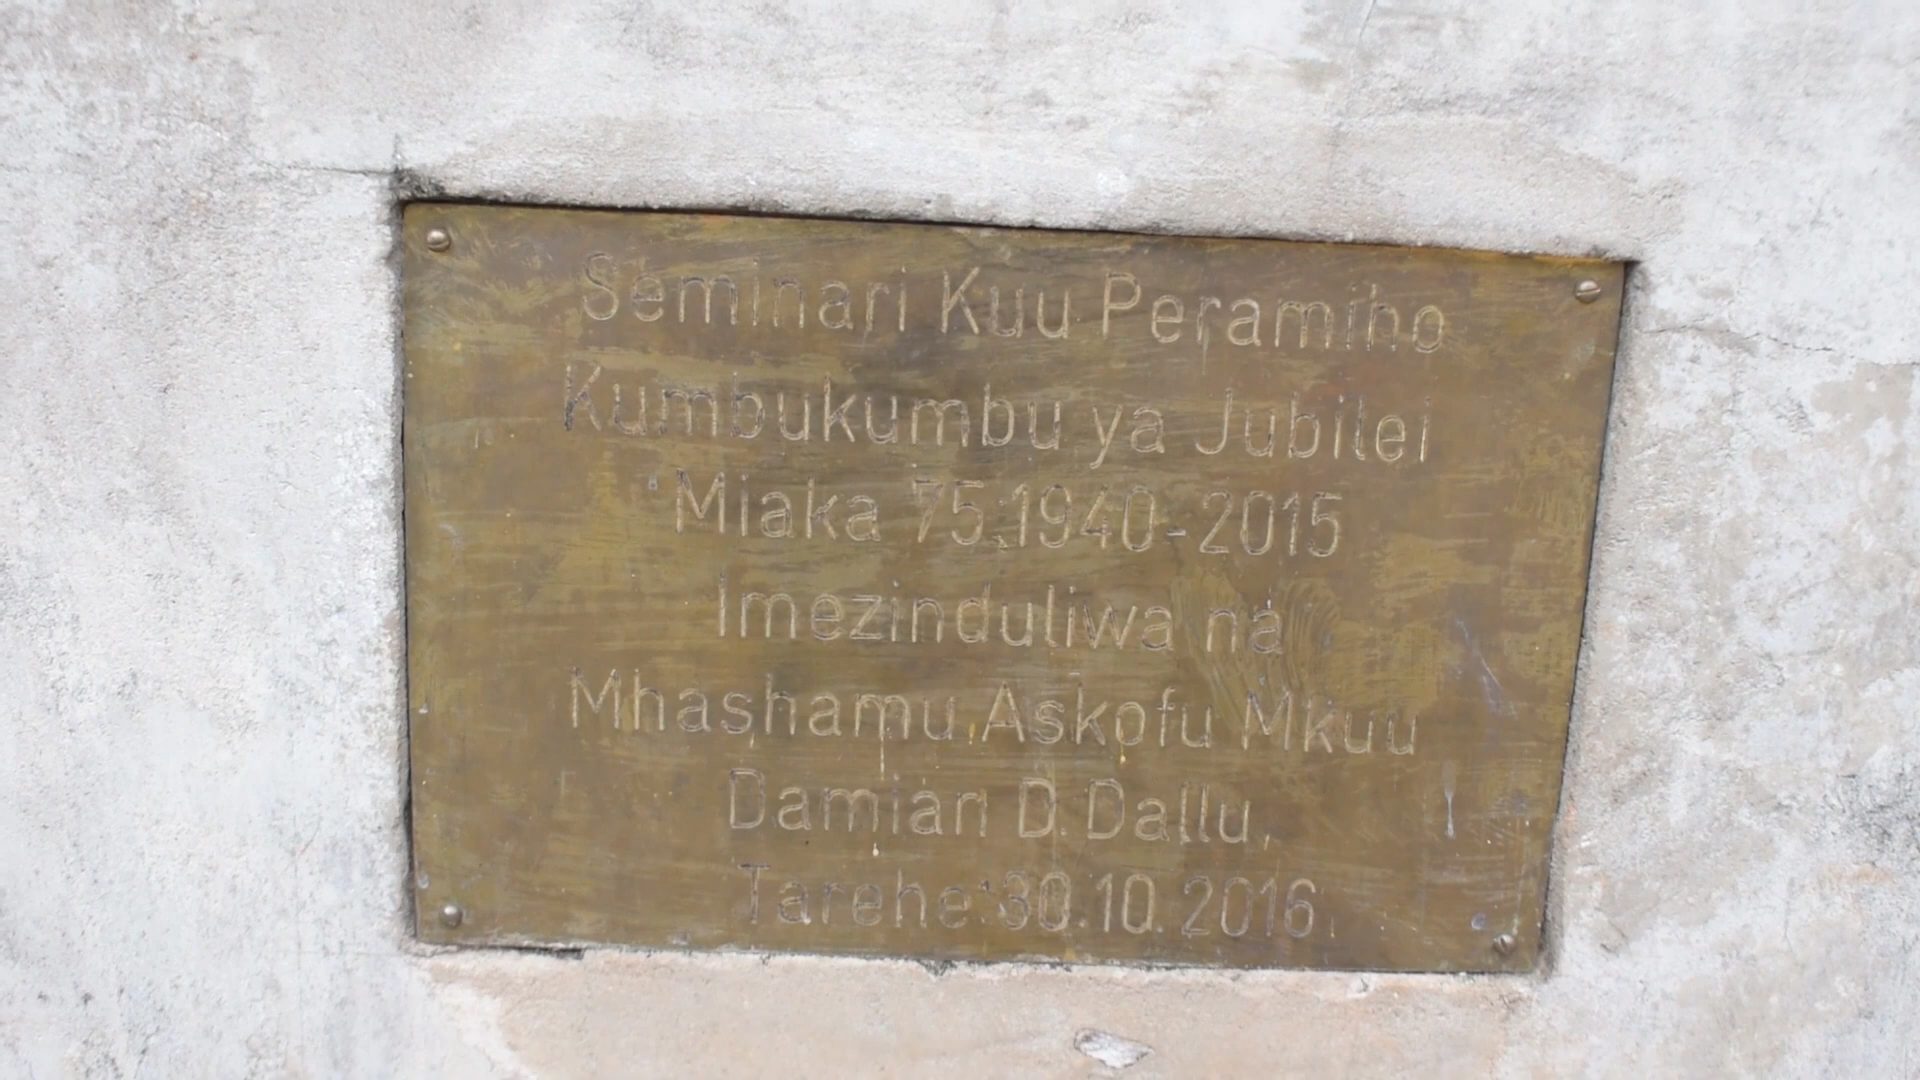 Seminari Kuu Peramiho
Kumbukumbu ya Jubilei
Miaka 75:1940-2015
Imezinduliwa na
Mhashamu Askofu Mkuu
Damian D. Dallu,
Tarehe:30.10.2016